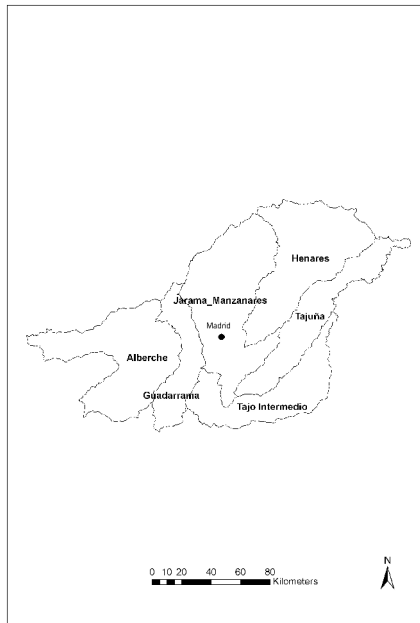 Henares
Jarama_Manzanares
Tajuña
Madrid
Alberche
Guadarrama
Tajo Intermedio
N
0 10 20 40 60 80
Kilometers